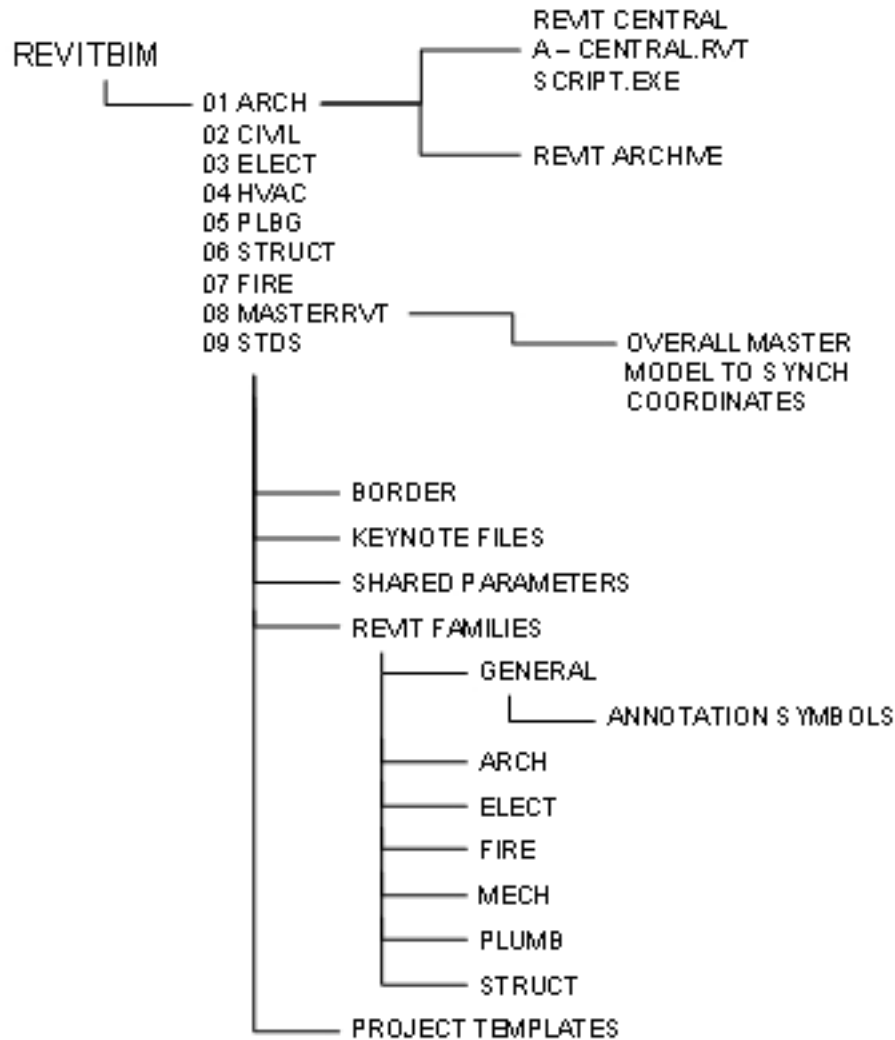 REVITBIM
REVIT CENTRAL
A – CENTRAL.RVT
SCRIPT.EXE
01 ARCH
02 CIVIL
03 ELECT
04 HVAC
05 PLBG
06 STRUCT
07 FIRE
08 MASTERRVT
09 STDS
REVIT ARCHIVE
OVERALL MASTER
MODEL TO SYNCH
COORDINATES
BORDER
KEYNOTE FILES
SHARED PARAMETERS
REVIT FAMILIES
GENERAL
ANNOTATION SYMBOLS
ARCH
ELECT
FIRE
MECH
PLUMB
STRUCT
PROJECT TEMPLATES